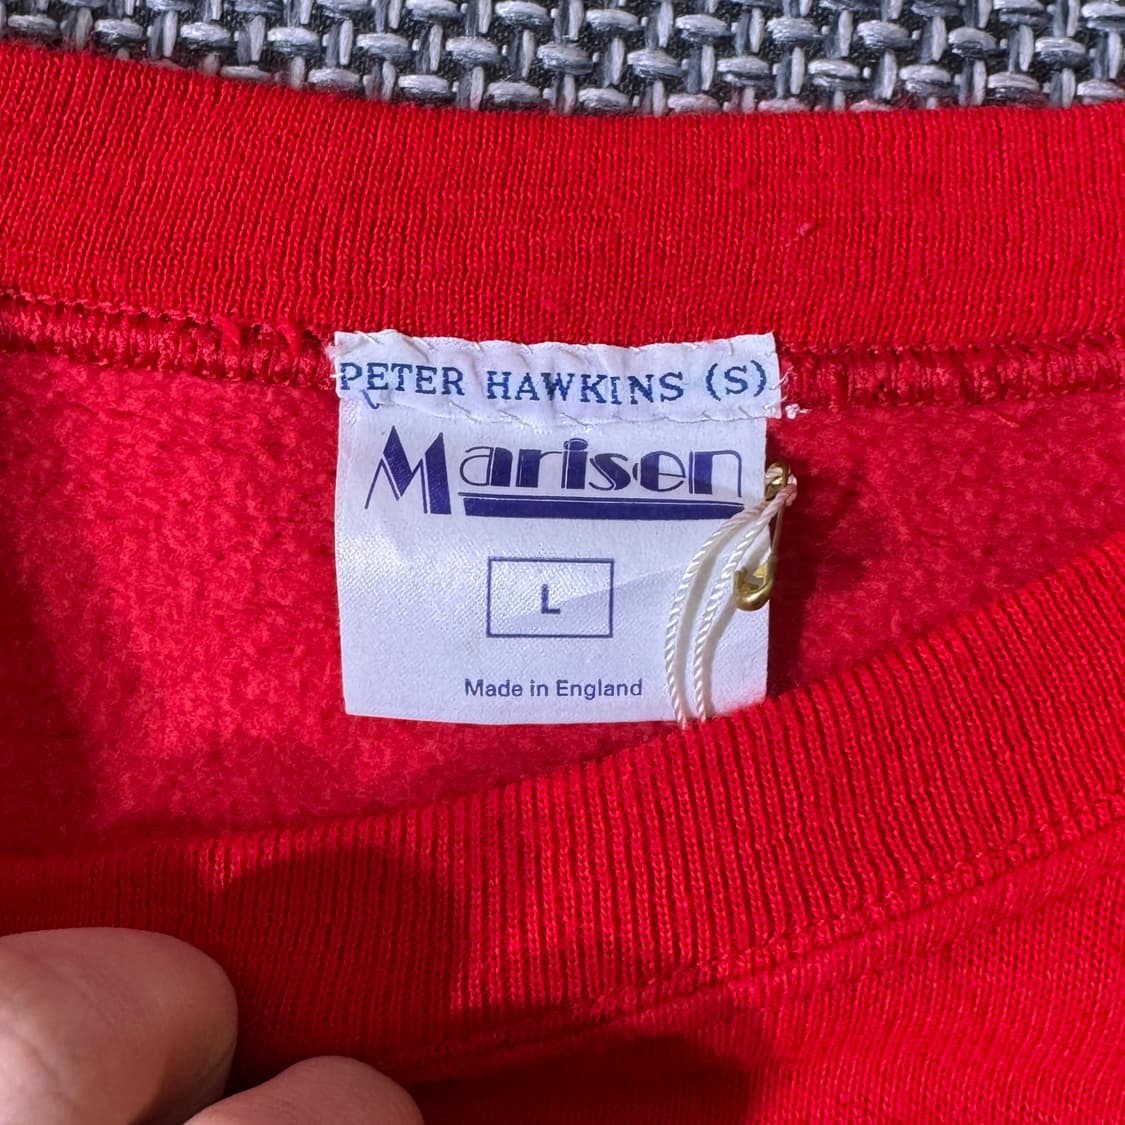 PETER HAWKINS (S)
Marisen
L
Made in England